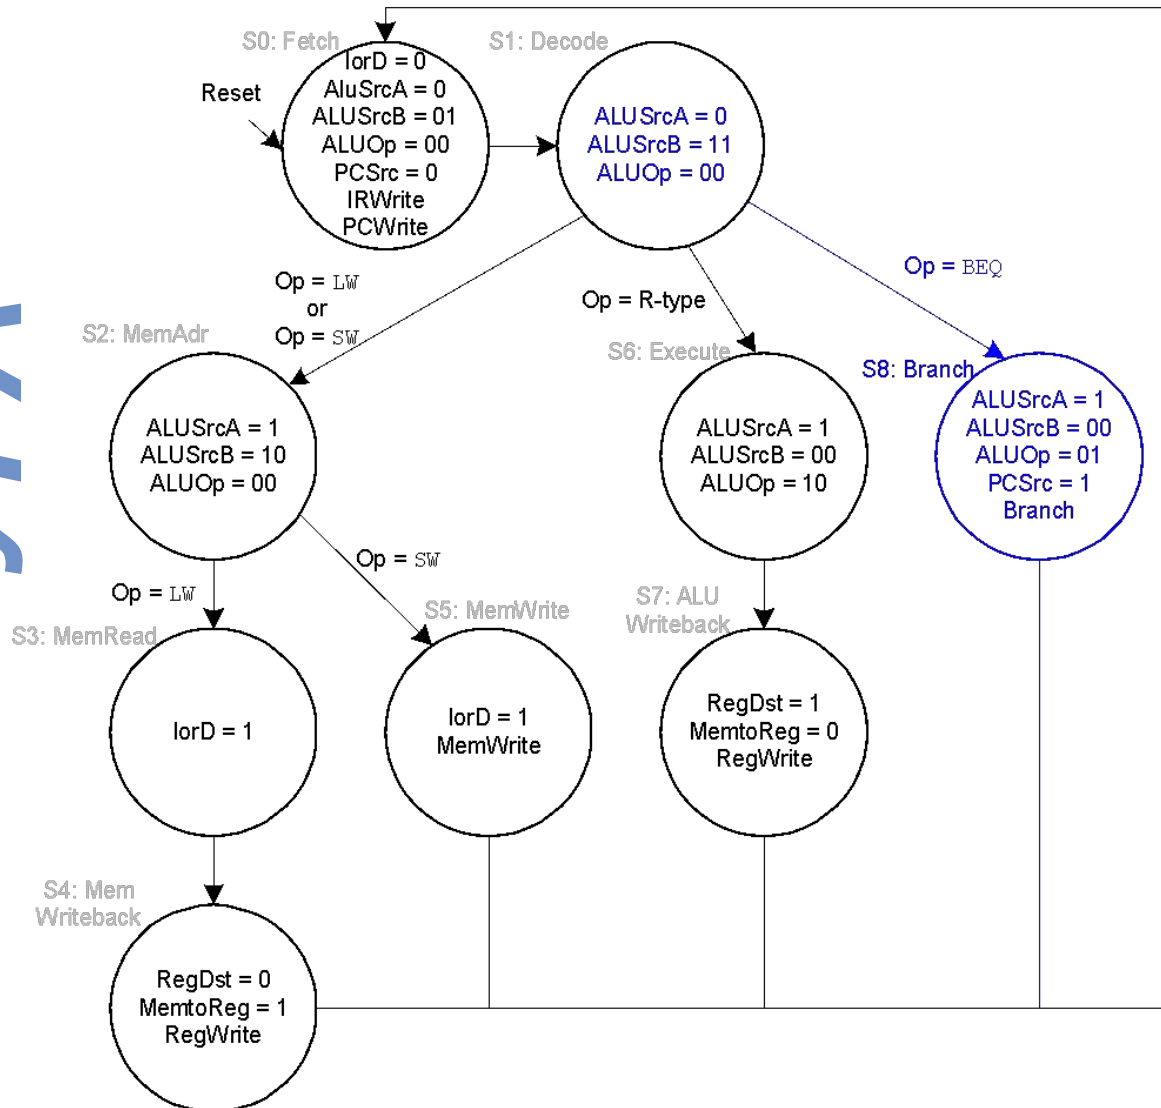 S0: Fetch
S1: Decode
Reset
IorD = 0
AluSrcA = 0
ALUSrcB = 01
ALUOp = 00
PCSrc = 0
IRWrite
PCWrite
ALUSrcA = 0
ALUSrcB = 11
ALUOp = 00
Op = LW
or
Op = SW
Op = R-type
Op = BEQ
S2: MemAdr
S6: Execute
S8: Branch
ALUSrcA = 1
ALUSrcB = 10
ALUOp = 00
ALUSrcA = 1
ALUSrcB = 00
ALUOp = 10
ALUSrcA = 1
ALUSrcB = 00
ALUOp = 01
PCSrc = 1
Branch
Op = LW
Op = SW
S3: MemRead
S5: MemWrite
S7: ALU
Writeback
IorD = 1
IorD = 1
MemWrite
RegDst = 1
MemtoReg = 0
RegWrite
S4: Mem
Writeback
RegDst = 0
MemtoReg = 1
RegWrite